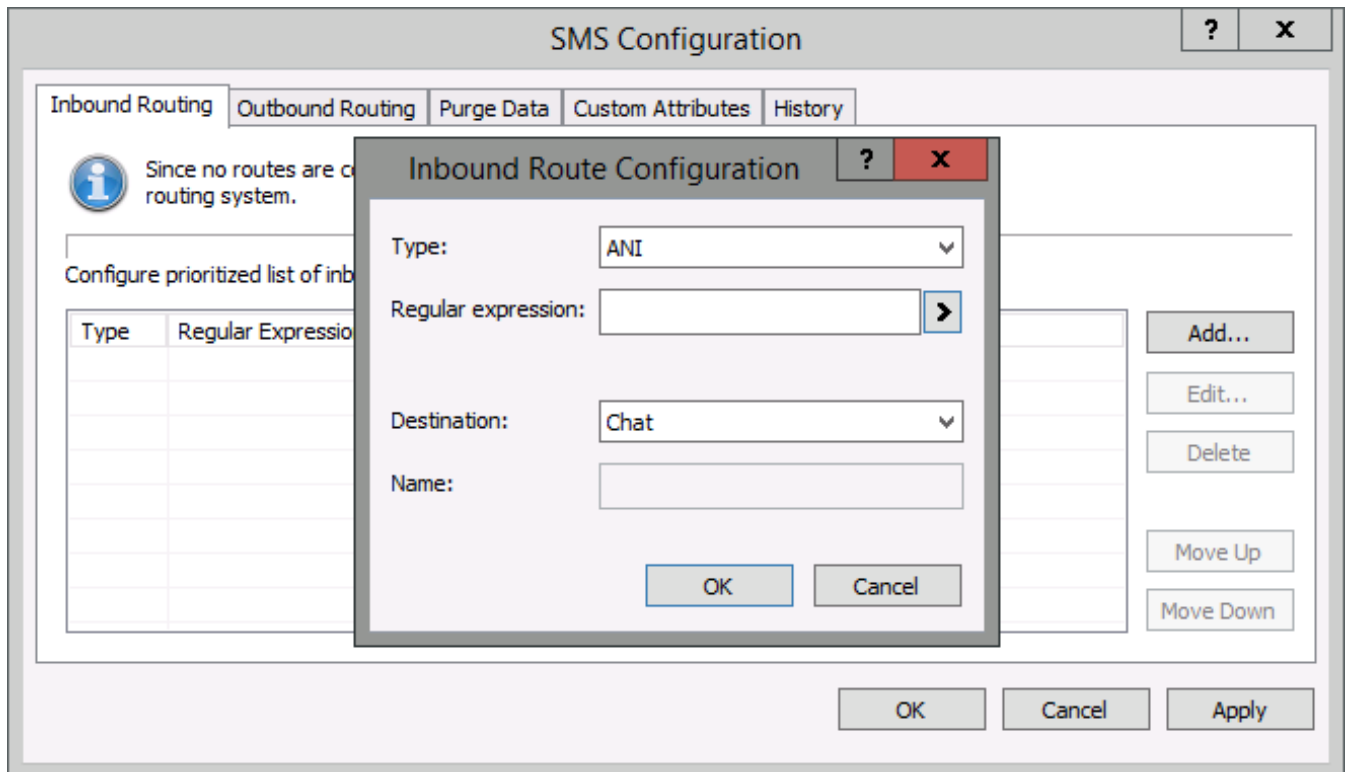 SMS Configuration
?
x
Inbound Routing
Outbound Routing
Purge Data
Custom Attributes
History
Since no routes are
routing system.
Configure prioritized list of
Type
Regular
Add...
Edit...
Delete
Move Up
Move Down
Inbound Route Configuration
?
x
Type:
ANI
Regular expression:
Destination:
Chat
Name:
OK
Cancel
OK
Cancel
Apply